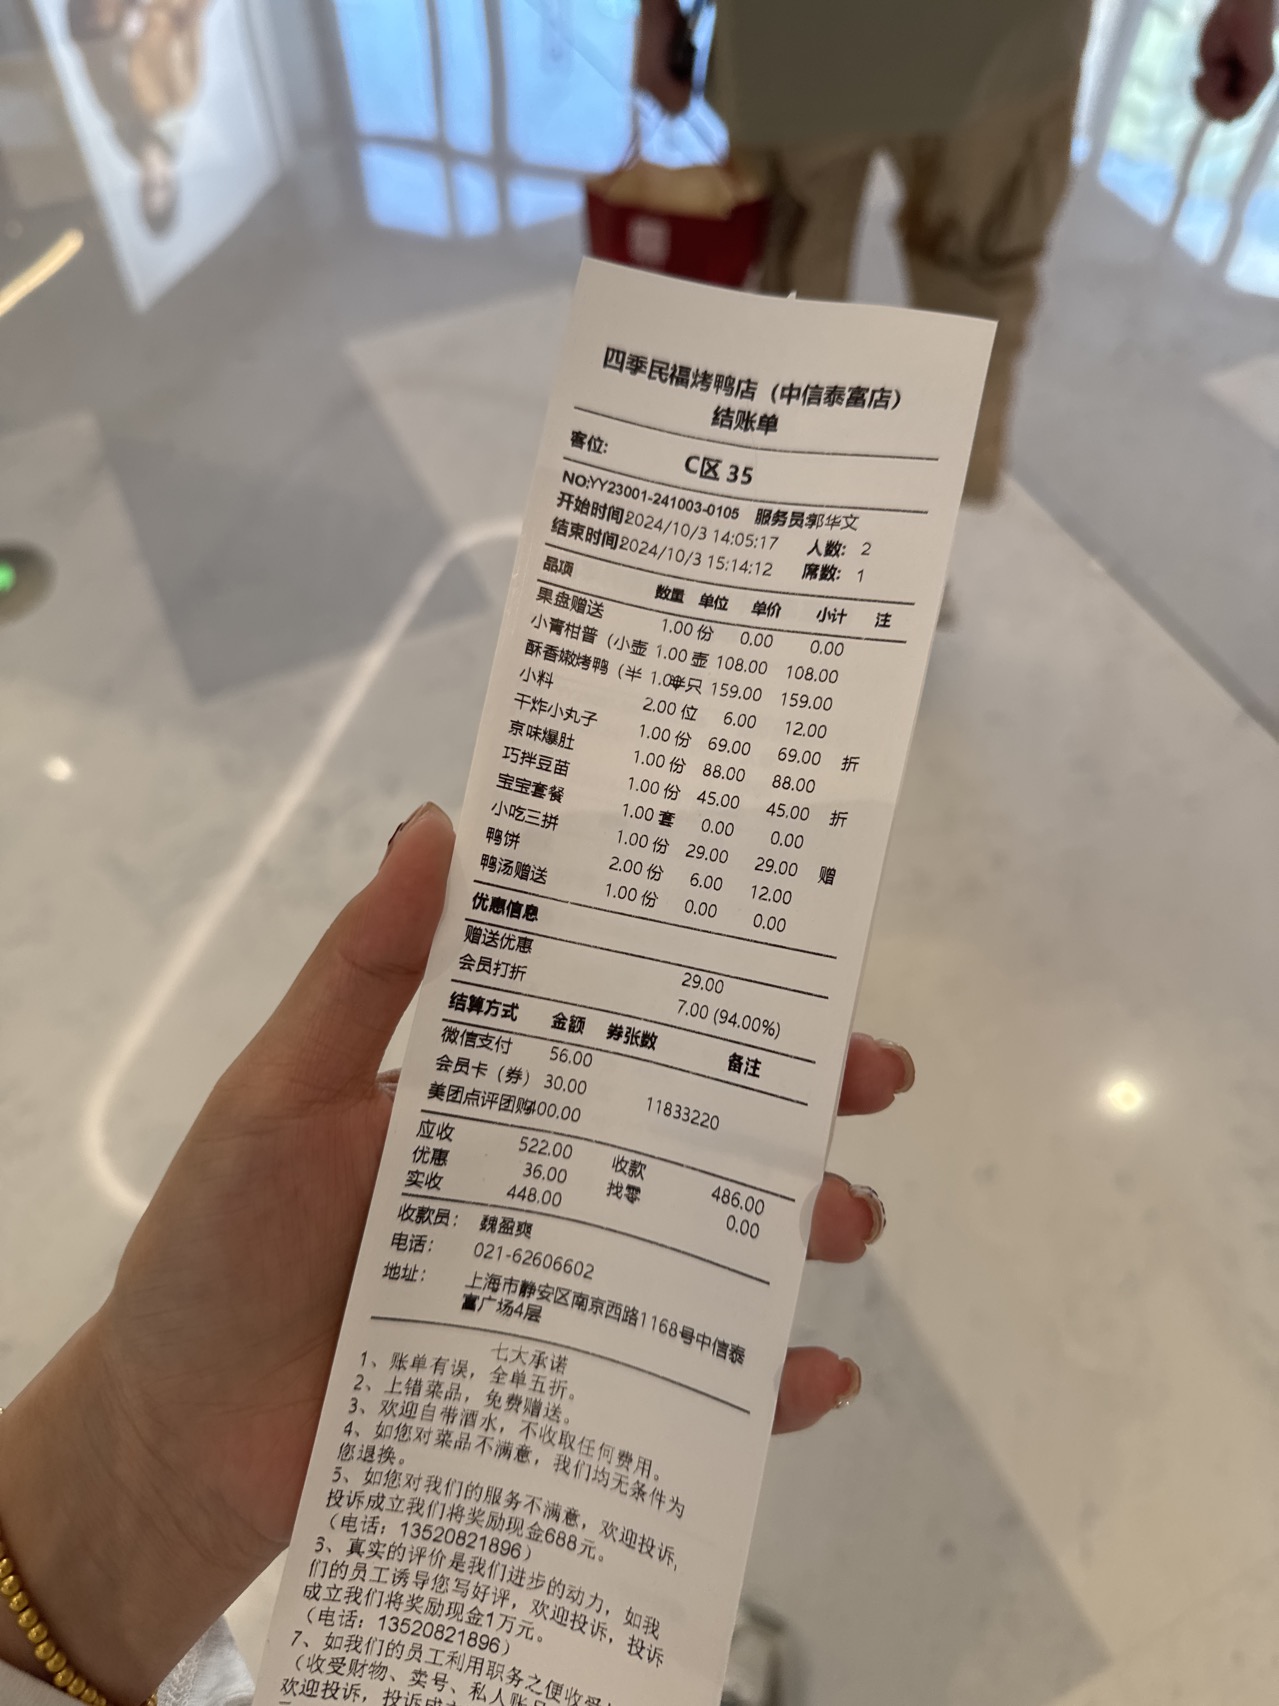 四季民福烤鸭店（中信泰富店）
结账单
客位: C区 35
NO:YY23001-241003-0105 服务员:郭华文
开始时间:2024/10/3 14:05:17 人数: 2
结束时间:2024/10/3 15:14:12 席数: 1
品项 数量 单位 单价 小计 注
果盘赠送 1.00 份 0.00 0.00
小青柑普（小壶 1.00 壶 108.00 108.00
酥香嫩烤鸭（半 1.00 半只 159.00 159.00
小料 2.00 位 6.00 12.00
干炸小丸子 1.00 份 69.00 69.00 折
京味爆肚 1.00 份 88.00 88.00
巧拌豆苗 1.00 份 45.00 45.00 折
宝宝套餐 1.00 套 0.00 0.00
小吃三拼 1.00 份 29.00 29.00 赠
鸭饼 2.00 份 6.00 12.00
鸭汤赠送 1.00 份 0.00 0.00
优惠信息
赠送优惠 29.00
会员打折 7.00 (94.00%)
结算方式 金额 券张数 备注
微信支付 56.00
会员卡（券） 30.00 11833220
美团点评团购400.00
应收 522.00 收款 486.00
优惠 36.00 找零 0.00
实收 448.00
收款员: 魏盈爽
电话: 021-62606602
地址: 上海市静安区南京西路1168号中信泰
富广场4层
七大承诺
1、账单有误，全单五折。
2、上错菜品，免费赠送。
3、欢迎自带酒水，不收取任何费用。
4、如您对菜品不满意，我们均无条件为
您退换。
5、如您对我们的服务不满意，欢迎投诉,
投诉成立我们将奖励现金688元。
（电话: 13520821896）
6、真实的评价是我们进步的动力，如我
们的员工诱导您写好评，欢迎投诉，投诉
成立我们将奖励现金1万元。
（电话: 13520821896）
7、如我们的员工利用职务之便收受
（收受财物、卖号、私人账
欢迎投诉，投诉成